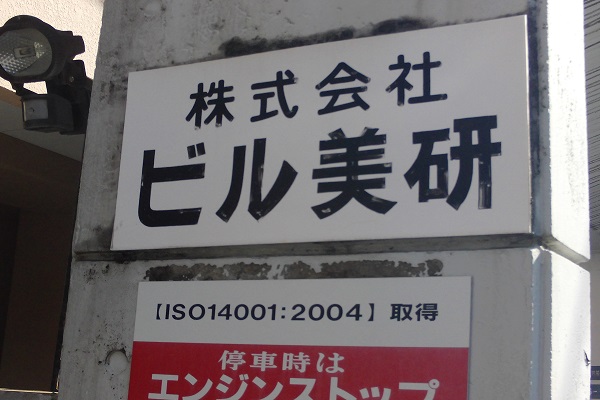 株式会社
ビル美研
【ISO14001:2004】取得
停車時は
エンジンストップ